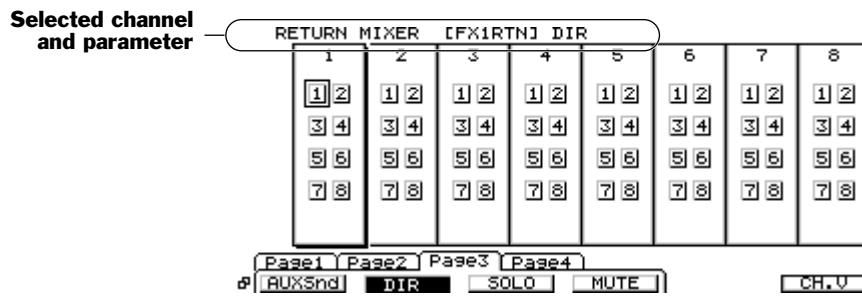 Selected channel
and parameter
RETURN MIXER [FX1RTN] DIR
1 2 3 4 5 6 7 8
1 2 1 2 1 2 1 2 1 2 1 2 1 2 1 2
3 4 3 4 3 4 3 4 3 4 3 4 3 4 3 4
5 6 5 6 5 6 5 6 5 6 5 6 5 6 5 6
7 8 7 8 7 8 7 8 7 8 7 8 7 8 7 8
Page1 Page2 Page3 Page4
AUXSnd DIR SOLO MUTE CH.V